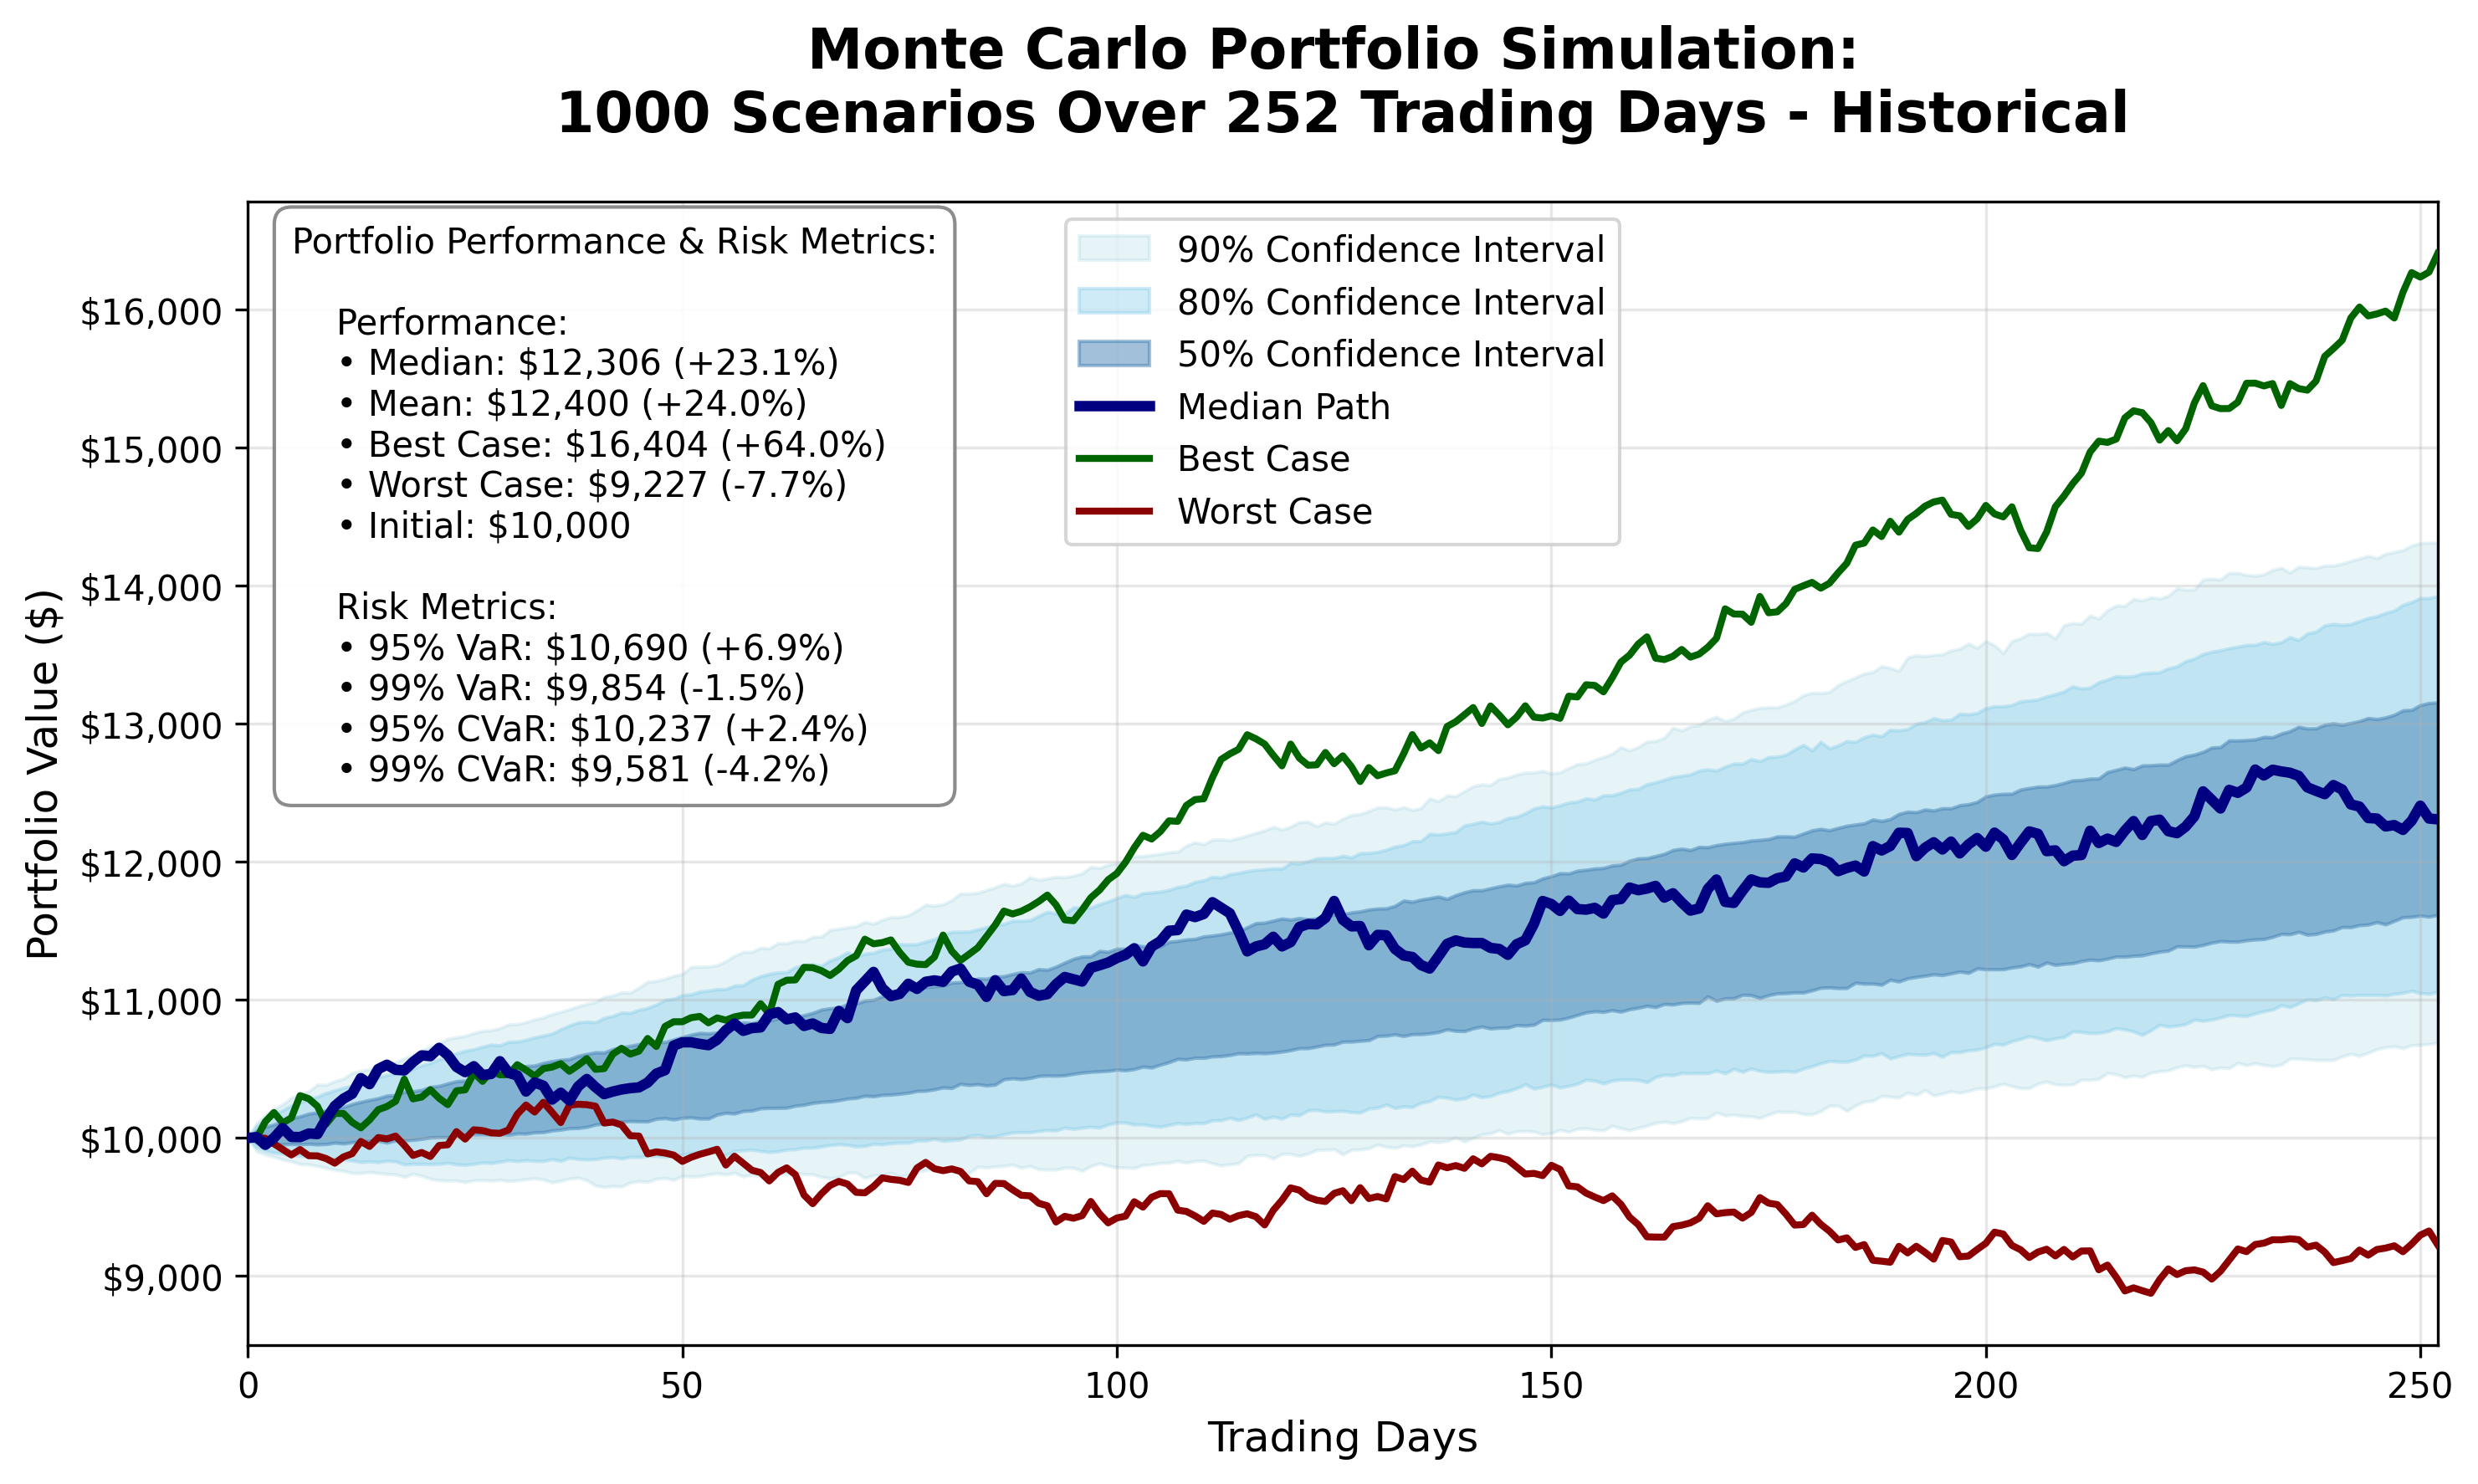 Monte Carlo Portfolio Simulation:
1000 Scenarios Over 252 Trading Days - Historical
Portfolio Performance & Risk Metrics:
Performance:
• Median: $12,306 (+23.1%)
• Mean: $12,400 (+24.0%)
• Best Case: $16,404 (+64.0%)
• Worst Case: $9,227 (-7.7%)
• Initial: $10,000
Risk Metrics:
• 95% VaR: $10,690 (+6.9%)
• 99% VaR: $9,854 (-1.5%)
• 95% CVaR: $10,237 (+2.4%)
• 99% CVaR: $9,581 (-4.2%)
90% Confidence Interval
80% Confidence Interval
50% Confidence Interval
Median Path
Best Case
Worst Case
Portfolio Value ($)
$16,000
$15,000
$14,000
$13,000
$12,000
$11,000
$10,000
$9,000
0 50 100 150 200 250
Trading Days